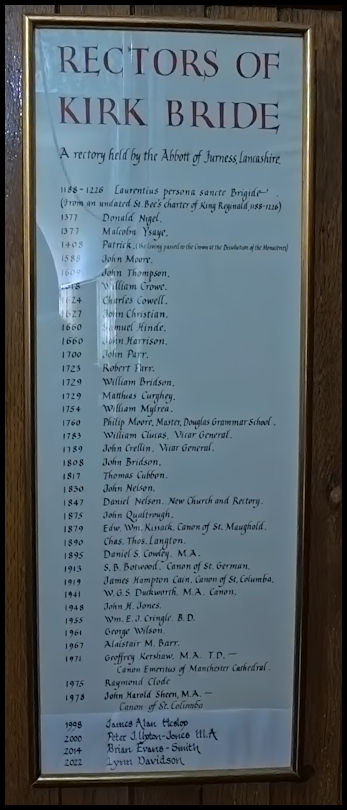 RECTORS OF
KIRK BRIDE
A rectory held by the Abbott of Furness, Lancashire.
1188-1226 Laurentius persona sancte Brigide
(From an undated St. Bee's charter of King Reginald, 1188-1226)
1377 Donald Nigel.
1377 Malcolm Ysaye.
1408 Patrick. (The living passed to the Crown at the Dissolution of the Monasteries)
1588 John Moore.
1609 John Thompson.
1618 William Crowe.
1624 Charles Cowell.
1627 John Christian.
1660 Samuel Hinde.
1660 John Harrison.
1700 John Parr.
1723 Robert Parr.
1729 William Bridson.
1729 Matthias Curghey.
1754 William Mylrea.
1760 Philip Moore, Master, Douglas Grammar School.
1783 William Clucas, Vicar General.
1789 John Crellin, Vicar General.
1808 John Bridson.
1817 Thomas Cubbon.
1830 John Nelson.
1847 Daniel Nelson. New Church and Rectory.
1875 John Qualtrough.
1879 Edw. Wm. Kissack, Canon of St. Maughold.
1890 Chas. Thos. Langton.
1895 Daniel S. Cowley, M.A.
1913 S.B. Botwood - Canon of St. German.
1919 James Hampton Cain, Canon of St. Columba.
1941 W.G.S. Duckworth, M.A. Canon.
1948 John H. Jones.
1955 Wm. E.J. Cringle, B.D.
1961 George Wilson.
1967 Alaistair M. Barr.
1971 Geoffrey Kershaw, M.A. T.D. —
Canon Emeritus of Manchester Cathedral.
1975 Raymond Clode
1978 John Harold Sheen, M.A. —
Canon of St. Columba
1998 James Alan Heslop
2000 Peter J. Upton-Jones M.A
2014 Brian Evans-Smith
2022 Lynn Davidson